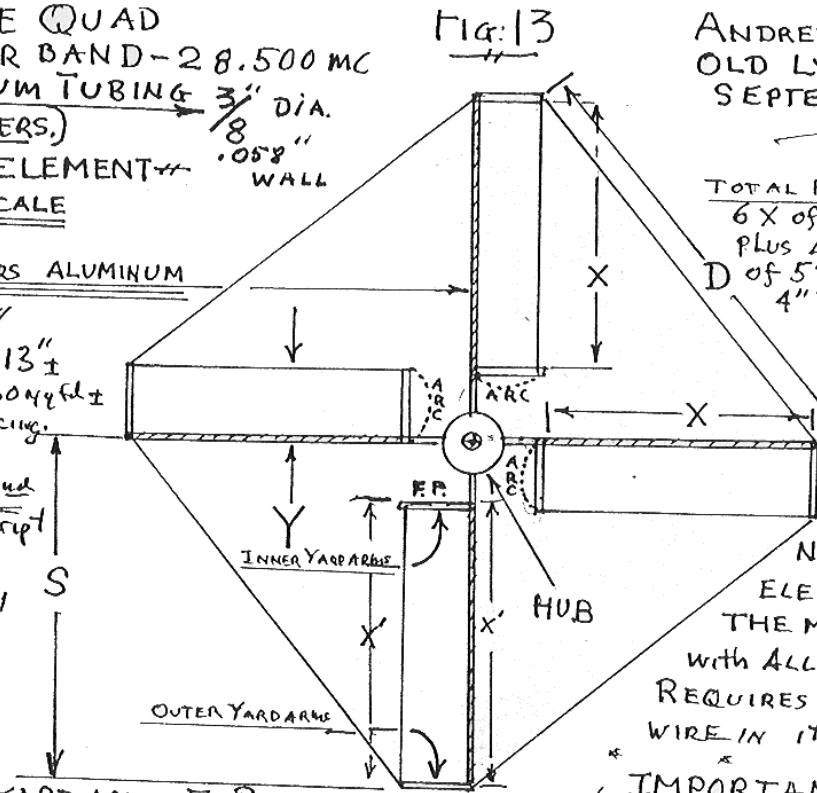 E QUAD
R BAND - 28.500 MC
UM TUBING 3/8" DIA.
ERS.)
.058" WALL
ELEMENT
CALE
RS ALUMINUM
13" ±
cing.
S
FIG: 13
ANDRE
OLD L
SEPTE
TOTAL
6 X of
PLUS
of 5
4"
D
X
X
ARC
ARC
ARC
Y
F.P.
INNER YARDARMS
X'
X'
HUB
OUTER YARDARMS
N
ELE
THE M
with ALL
REQUIRES
WIRE IN IT
IMPORTAN